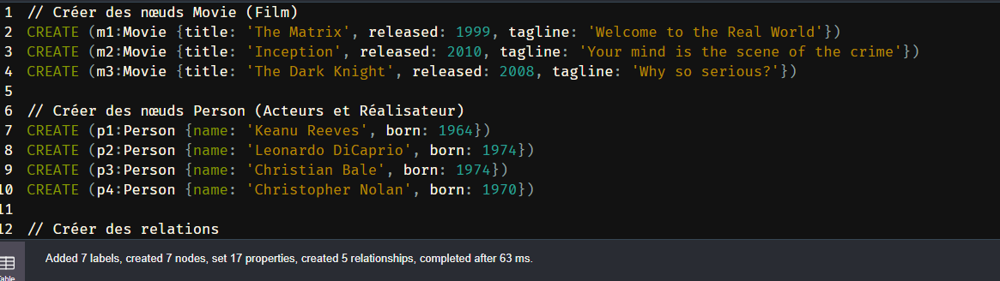 1 // Créer des nœuds Movie (Film)
2 CREATE (m1:Movie {title: 'The Matrix', released: 1999, tagline: 'Welcome to the Real World'})
3 CREATE (m2:Movie {title: 'Inception', released: 2010, tagline: 'Your mind is the scene of the crime'})
4 CREATE (m3:Movie {title: 'The Dark Knight', released: 2008, tagline: 'Why so serious?'})
5
6 // Créer des nœuds Person (Acteurs et Réalisateur)
7 CREATE (p1:Person {name: 'Keanu Reeves', born: 1964})
8 CREATE (p2:Person {name: 'Leonardo DiCaprio', born: 1974})
9 CREATE (p3:Person {name: 'Christian Bale', born: 1974})
10 CREATE (p4:Person {name: 'Christopher Nolan', born: 1970})
11
12 // Créer des relations
Added 7 labels, created 7 nodes, set 17 properties, created 5 relationships, completed after 63 ms.
Table